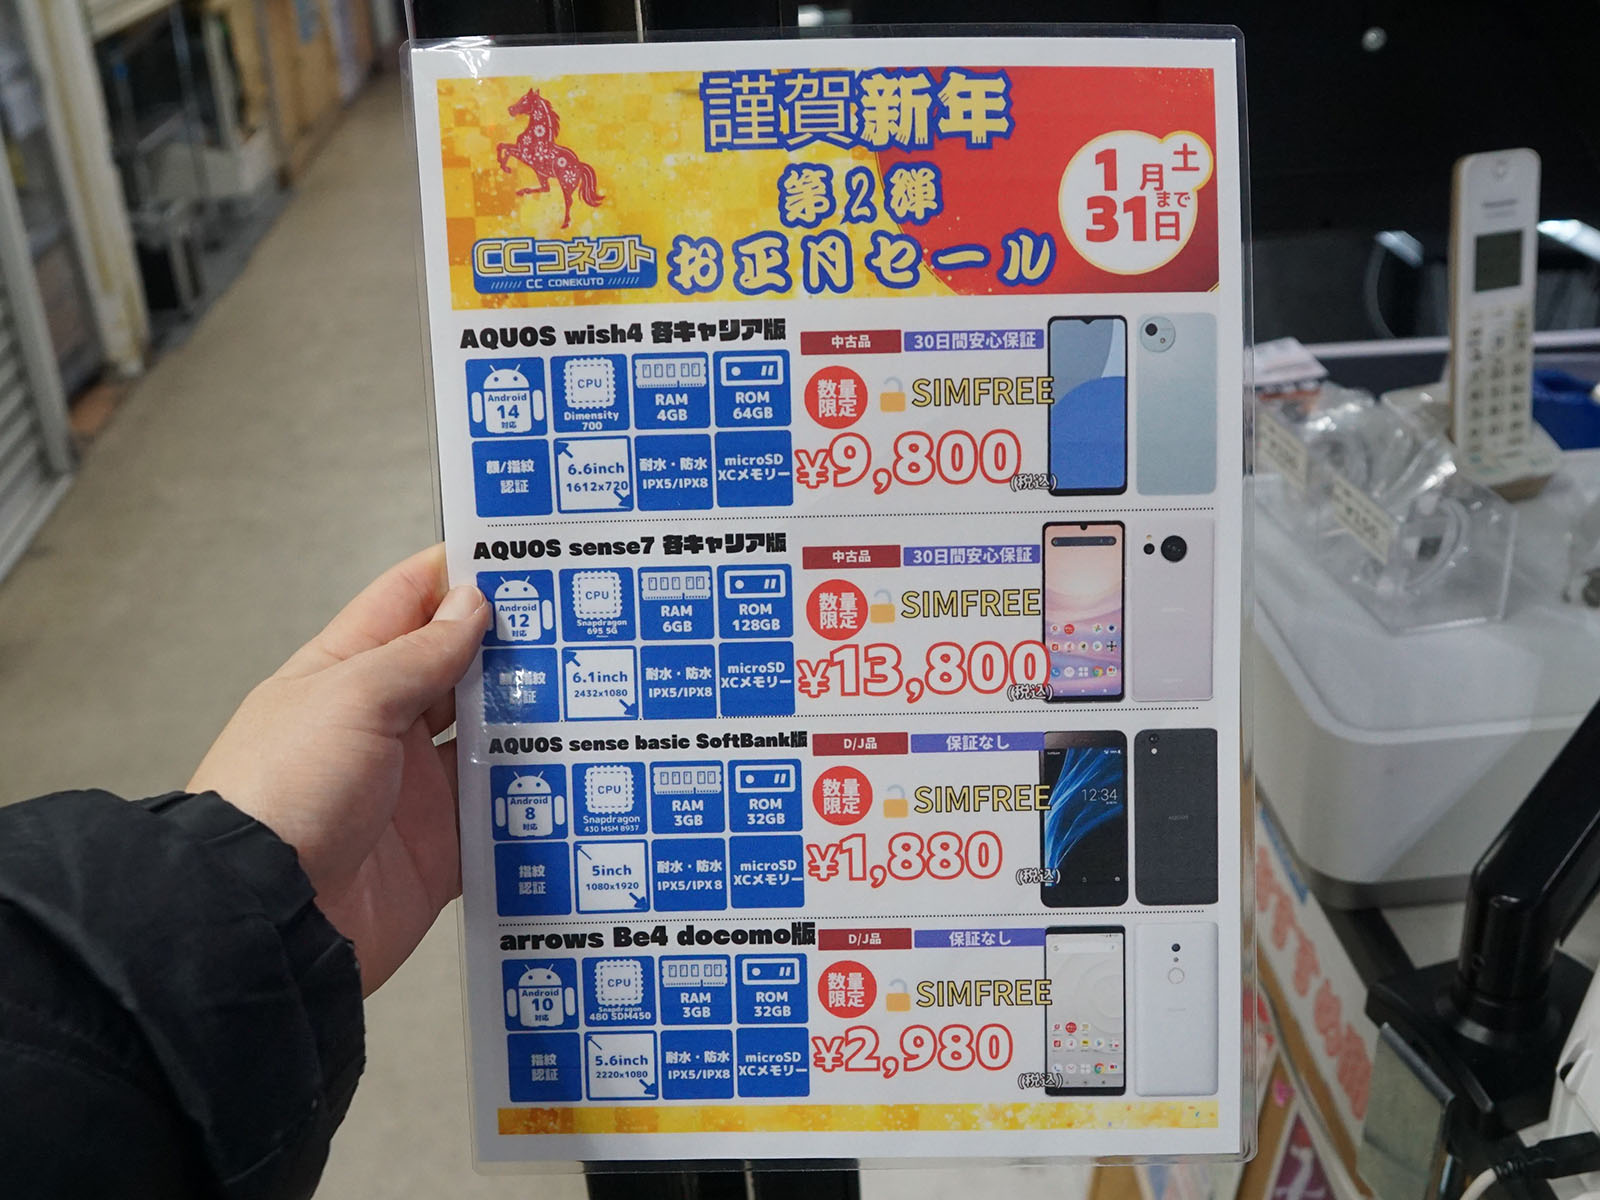 謹賀新年
第2弾
お正月セール
CCコネクト
CC CONEKUTO
1月31日 土 まで
AQUOS wish4 各キャリア版
中古品 30日間安心保証
Android 14 対応
CPU Dimensity 700
RAM 4GB
ROM 64GB
顔/指紋 認証
6.6inch 1612x720
耐水・防水 IPX5/IPX8
microSD XCメモリー
数量限定
SIMFREE
¥9,800
(税込)
AQUOS sense7 各キャリア版
中古品 30日間安心保証
Android 12 対応
CPU Snapdragon 695 5G
RAM 6GB
ROM 128GB
顔/指紋 認証
6.1inch 2432x1080
耐水・防水 IPX5/IPX8
microSD XCメモリー
数量限定
SIMFREE
¥13,800
(税込)
AQUOS sense basic SoftBank版
D/J品 保証なし
Android 8 対応
CPU Snapdragon 430 MSM 8937
RAM 3GB
ROM 32GB
指紋 認証
5inch 1080x1920
耐水・防水 IPX5/IPX8
microSD XCメモリー
数量限定
SIMFREE
¥1,880
(税込)
12:34
AQUOS
arrows Be4 docomo版
D/J品 保証なし
Android 10 対応
CPU Snapdragon 480 SDM450
RAM 3GB
ROM 32GB
指紋 認証
5.6inch 2220x1080
耐水・防水 IPX5/IPX8
microSD XCメモリー
数量限定
SIMFREE
¥2,980
(税込)
Panasonic